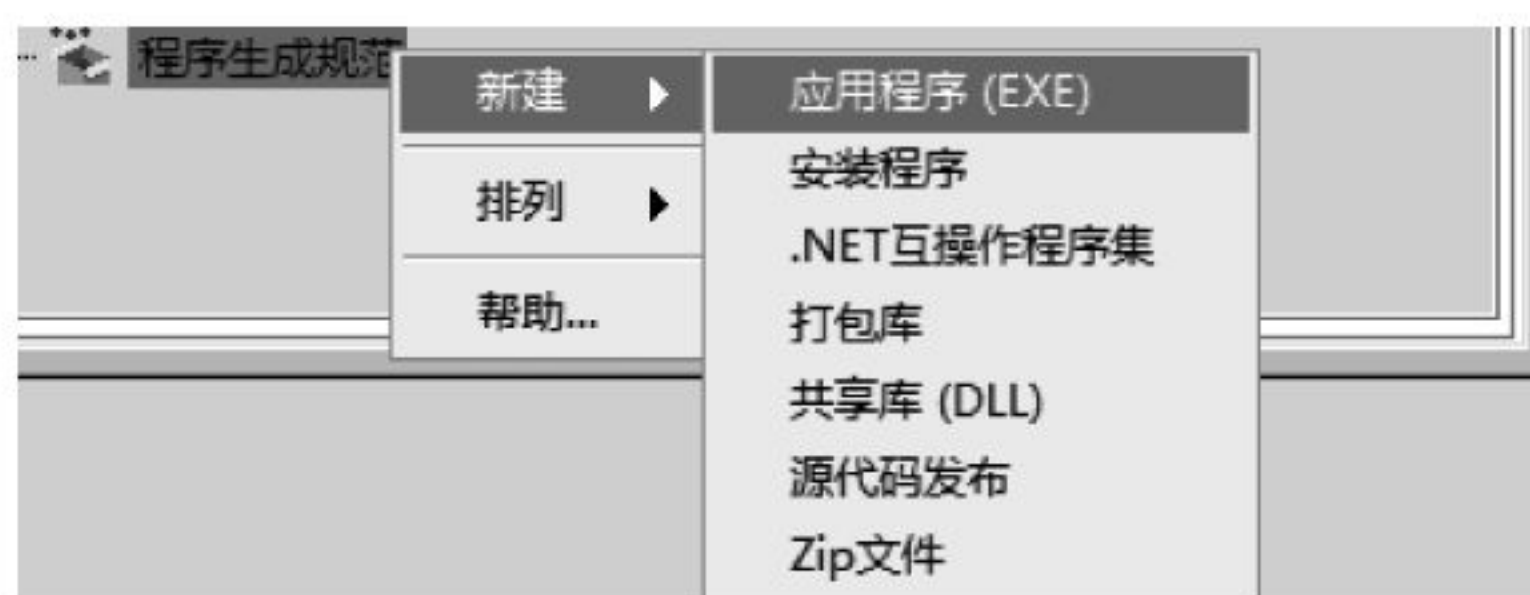 程序生成规范
新建
排列
帮助...
应用程序 (EXE)
安装程序
.NET互操作程序集
打包库
共享库 (DLL)
源代码发布
Zip文件